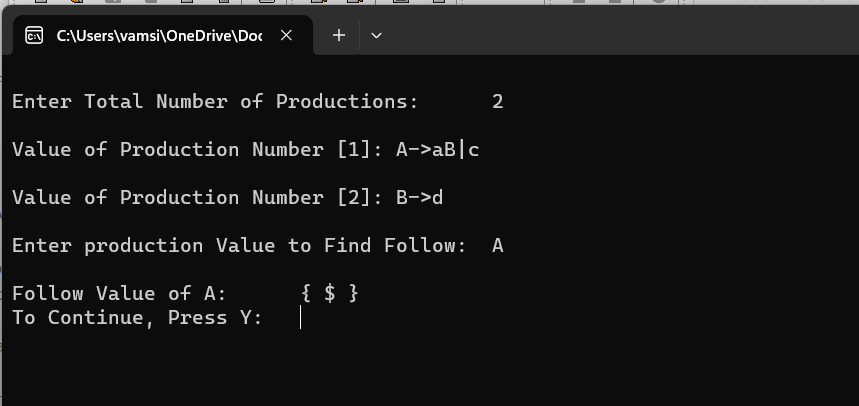 C:\Users\vamsi\OneDrive\Doc
Enter Total Number of Productions: 2
Value of Production Number [1]: A->aB|c
Value of Production Number [2]: B->d
Enter production Value to Find Follow: A
Follow Value of A: { $ }
To Continue, Press Y: